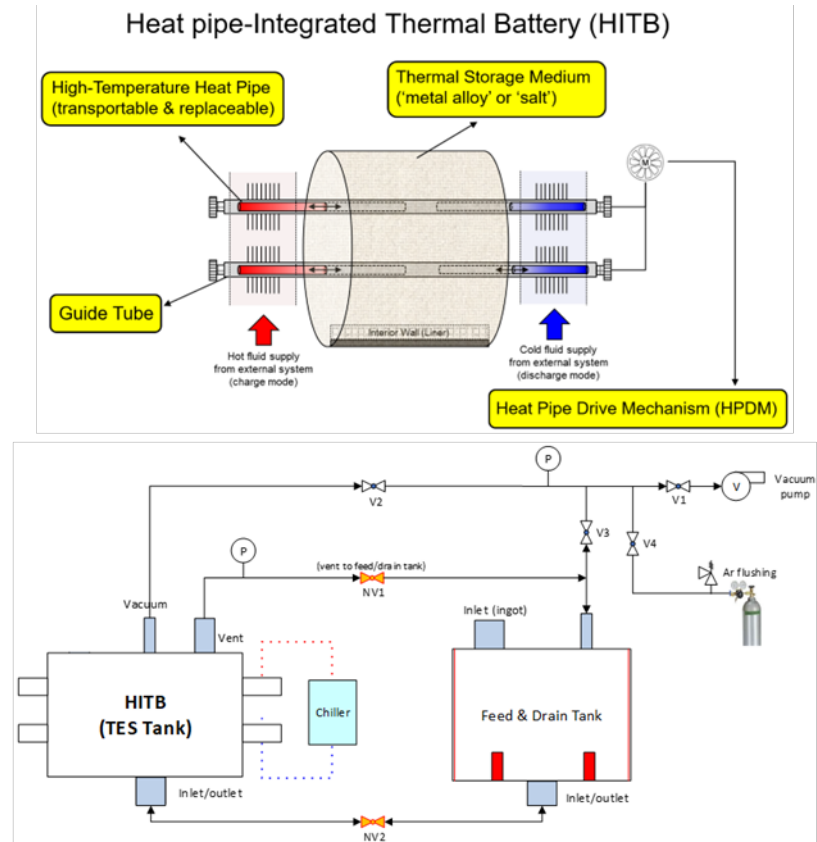 Heat pipe-Integrated Thermal Battery (HITB)
High-Temperature Heat Pipe
(transportable & replaceable)
Thermal Storage Medium
('metal alloy' or 'salt')
M
Guide Tube
Interior Wall (Liner)
Hot fluid supply
from external system
(charge mode)
Cold fluid supply
from external system
(discharge mode)
Heat Pipe Drive Mechanism (HPDM)
P
V2
V1
V
Vacuum
pump
V3
V4
P
(vent to feed/drain tank)
NV1
Ar flushing
Vacuum
Vent
Inlet (ingot)
HITB
(TES Tank)
Chiller
Feed & Drain Tank
Inlet/outlet
Inlet/outlet
NV2